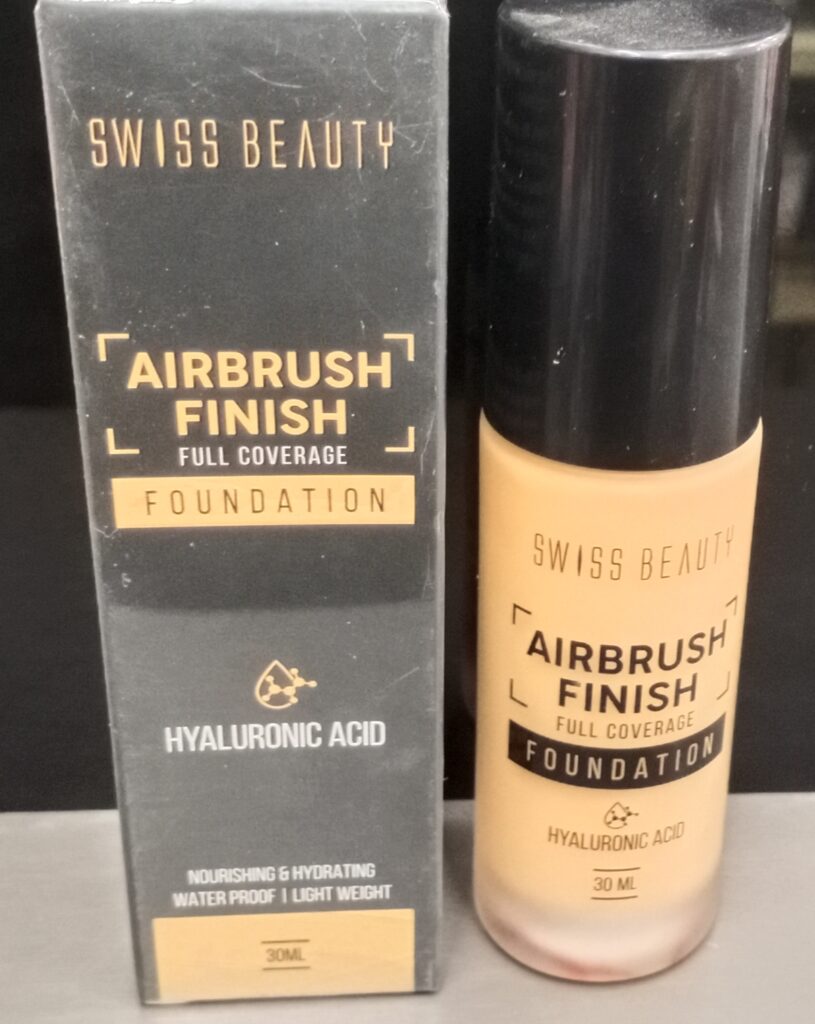 SWISS BEAUTY
AIRBRUSH
FINISH
FULL COVERAGE
FOUNDATION
HYALURONIC ACID
NOURISHING & HYDRATING
WATER PROOF | LIGHT WEIGHT
30ML
SWISS BEAUTY
AIRBRUSH
FINISH
FULL COVERAGE
FOUNDATION
HYALURONIC ACID
30 ML